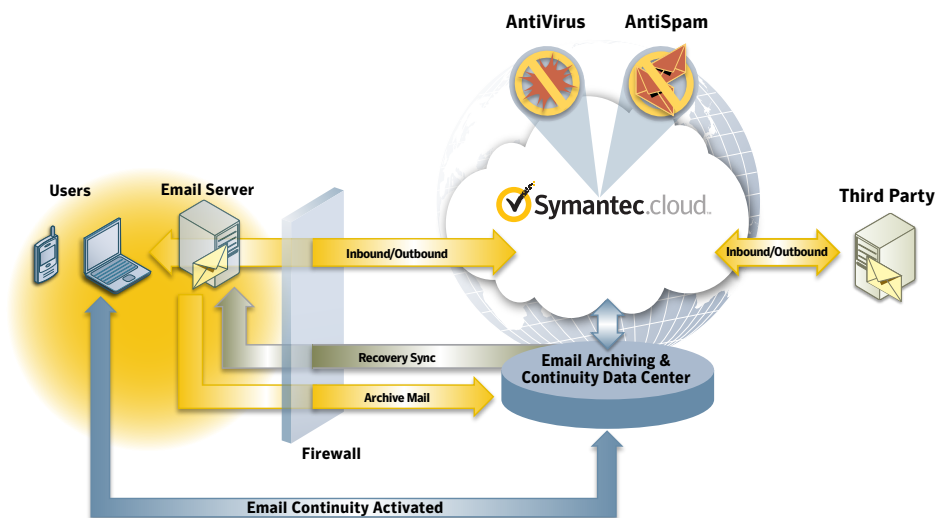 AntiVirus
AntiSpam
Symantec.cloud™
Users
Email Server
Third Party
Inbound/Outbound
Inbound/Outbound
Recovery Sync
Email Archiving &
Continuity Data Center
Archive Mail
Firewall
Email Continuity Activated